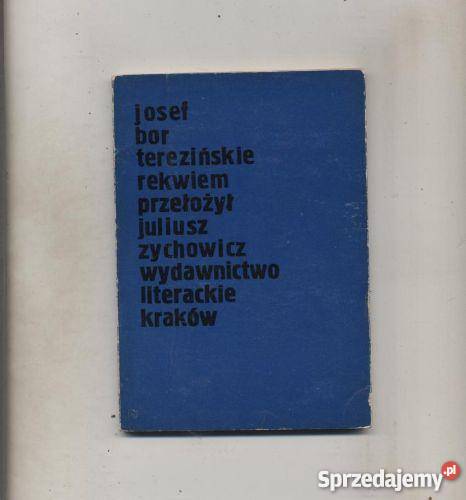 josef
bor
terezińskie
rekwiem
przełożył
juliusz
zychowicz
wydawnictwo
literackie
kraków
Sprzedajemy.pl